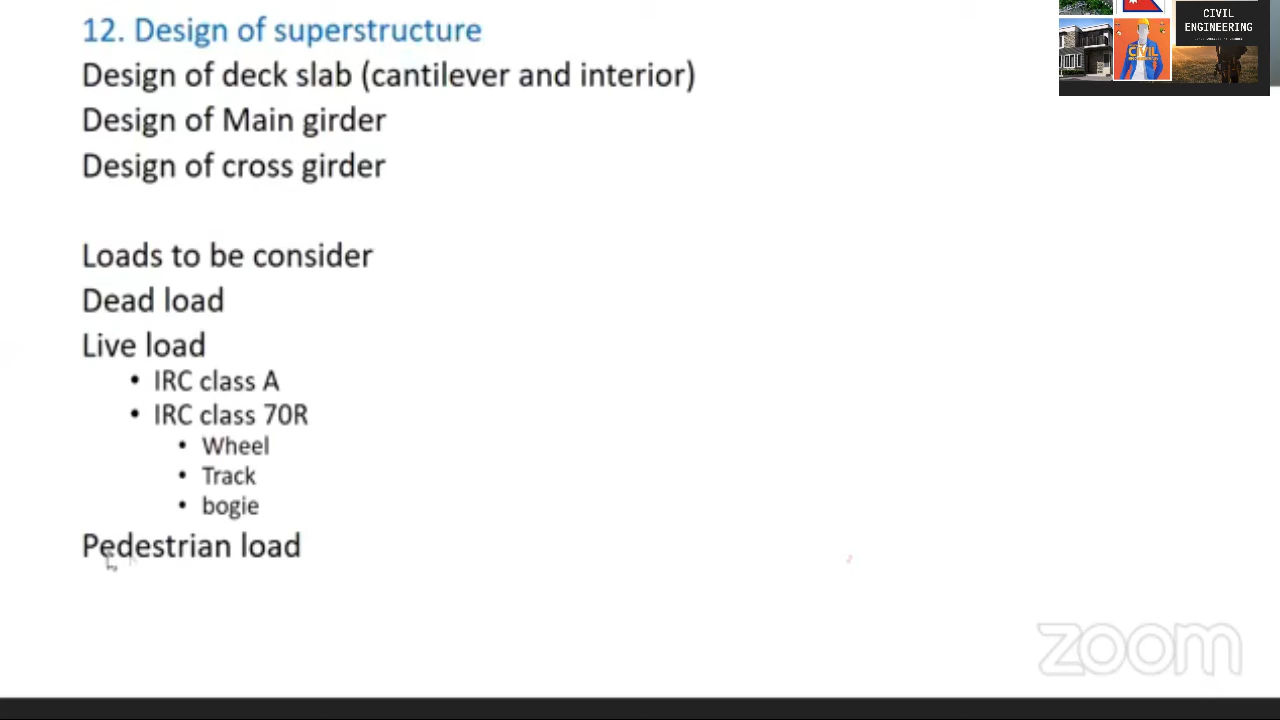 12. Design of superstructure
Design of deck slab (cantilever and interior)
Design of Main girder
Design of cross girder
Loads to be consider
Dead load
Live load
• IRC class A
• IRC class 70R
• Wheel
• Track
• bogie
Pedestrian load
CIVIL
ENGINEERING
CIVIL
zoom